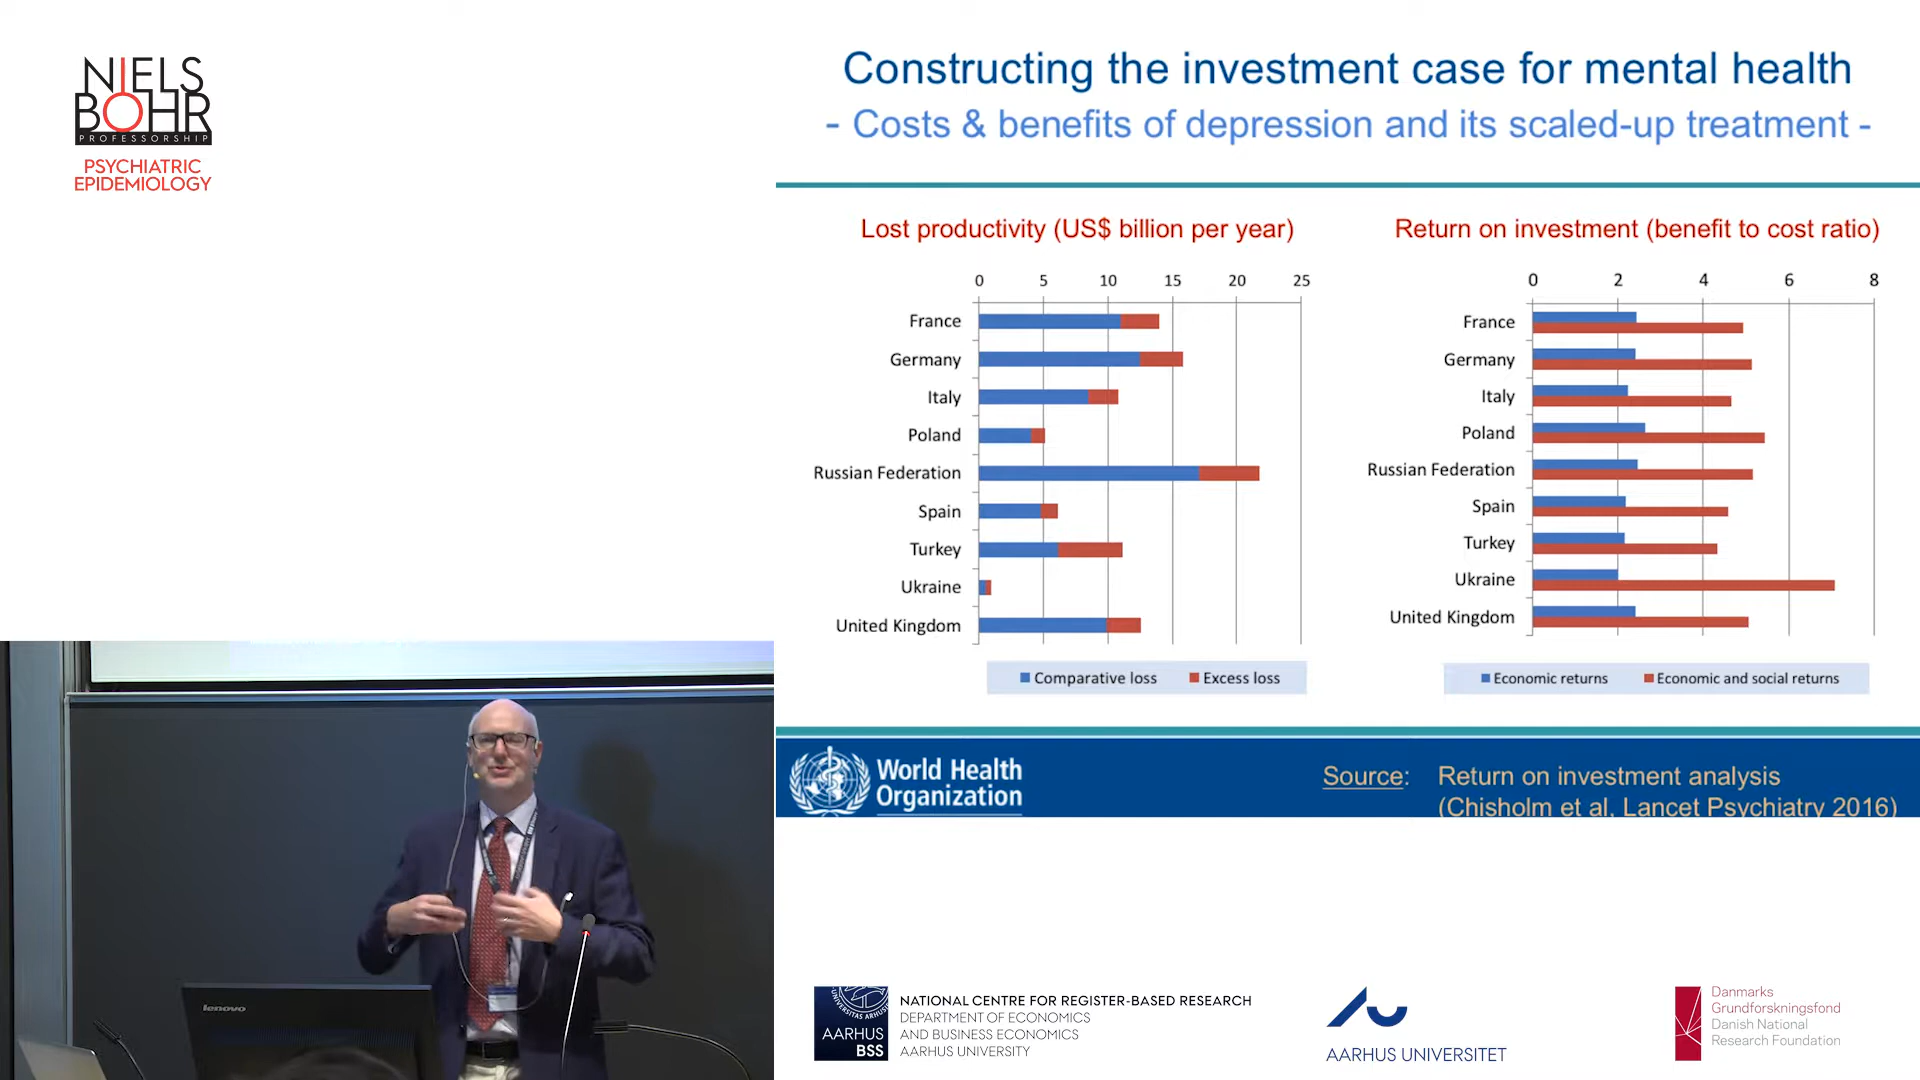 NIELS
BOHR
PROFESSORSHIP
PSYCHIATRIC
EPIDEMIOLOGY
Constructing the investment case for mental health
- Costs & benefits of depression and its scaled-up treatment -
Lost productivity (US$ billion per year)
0 5 10 15 20 25
France
Germany
Italy
Poland
Russian Federation
Spain
Turkey
Ukraine
United Kingdom
Comparative loss Excess loss
Return on investment (benefit to cost ratio)
0 2 4 6 8
France
Germany
Italy
Poland
Russian Federation
Spain
Turkey
Ukraine
United Kingdom
Economic returns Economic and social returns
World Health
Organization
Source: Return on investment analysis
(Chisholm et al, Lancet Psychiatry 2016)
lenovo
AARHUS
BSS
NATIONAL CENTRE FOR REGISTER-BASED RESEARCH
DEPARTMENT OF ECONOMICS
AND BUSINESS ECONOMICS
AARHUS UNIVERSITY
AARHUS UNIVERSITET
Danmarks
Grundforskningsfond
Danish National
Research Foundation